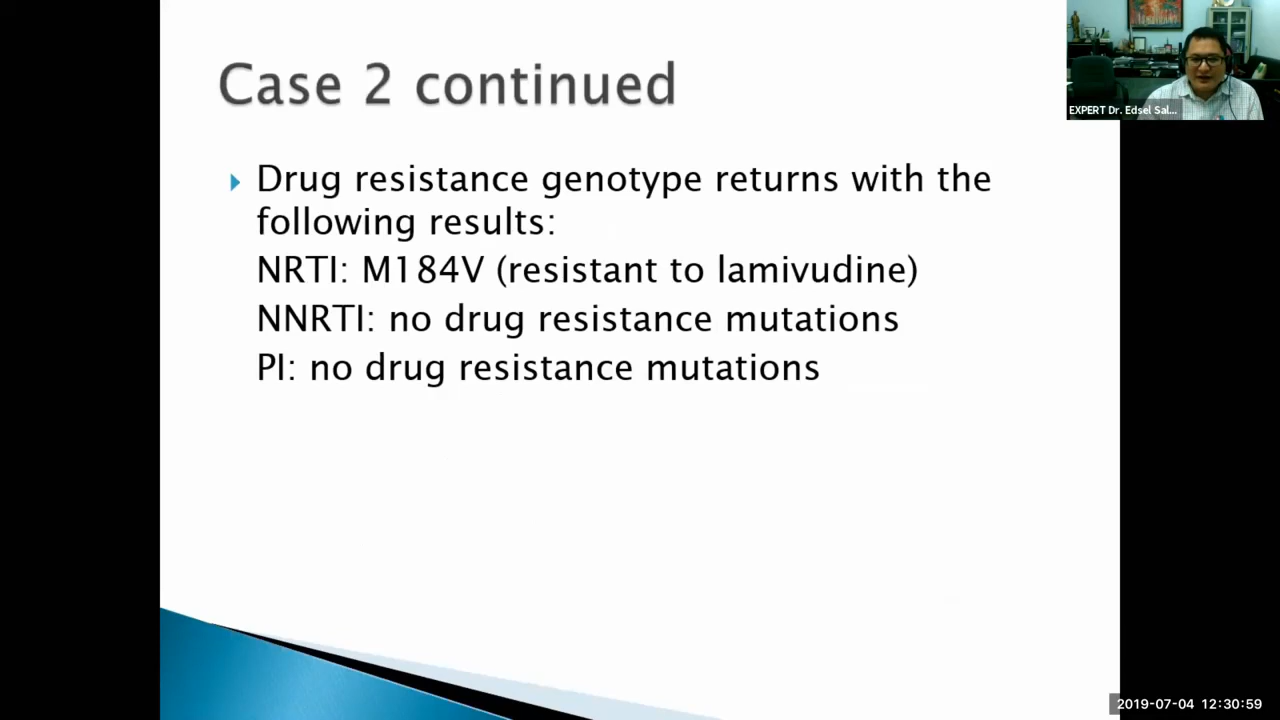 Case 2 continued
EXPERT Dr. Edsel Sal...
Drug resistance genotype returns with the
following results:
NRTI: M184V (resistant to lamivudine)
NNRTI: no drug resistance mutations
PI: no drug resistance mutations
2019-07-04 12:30:59